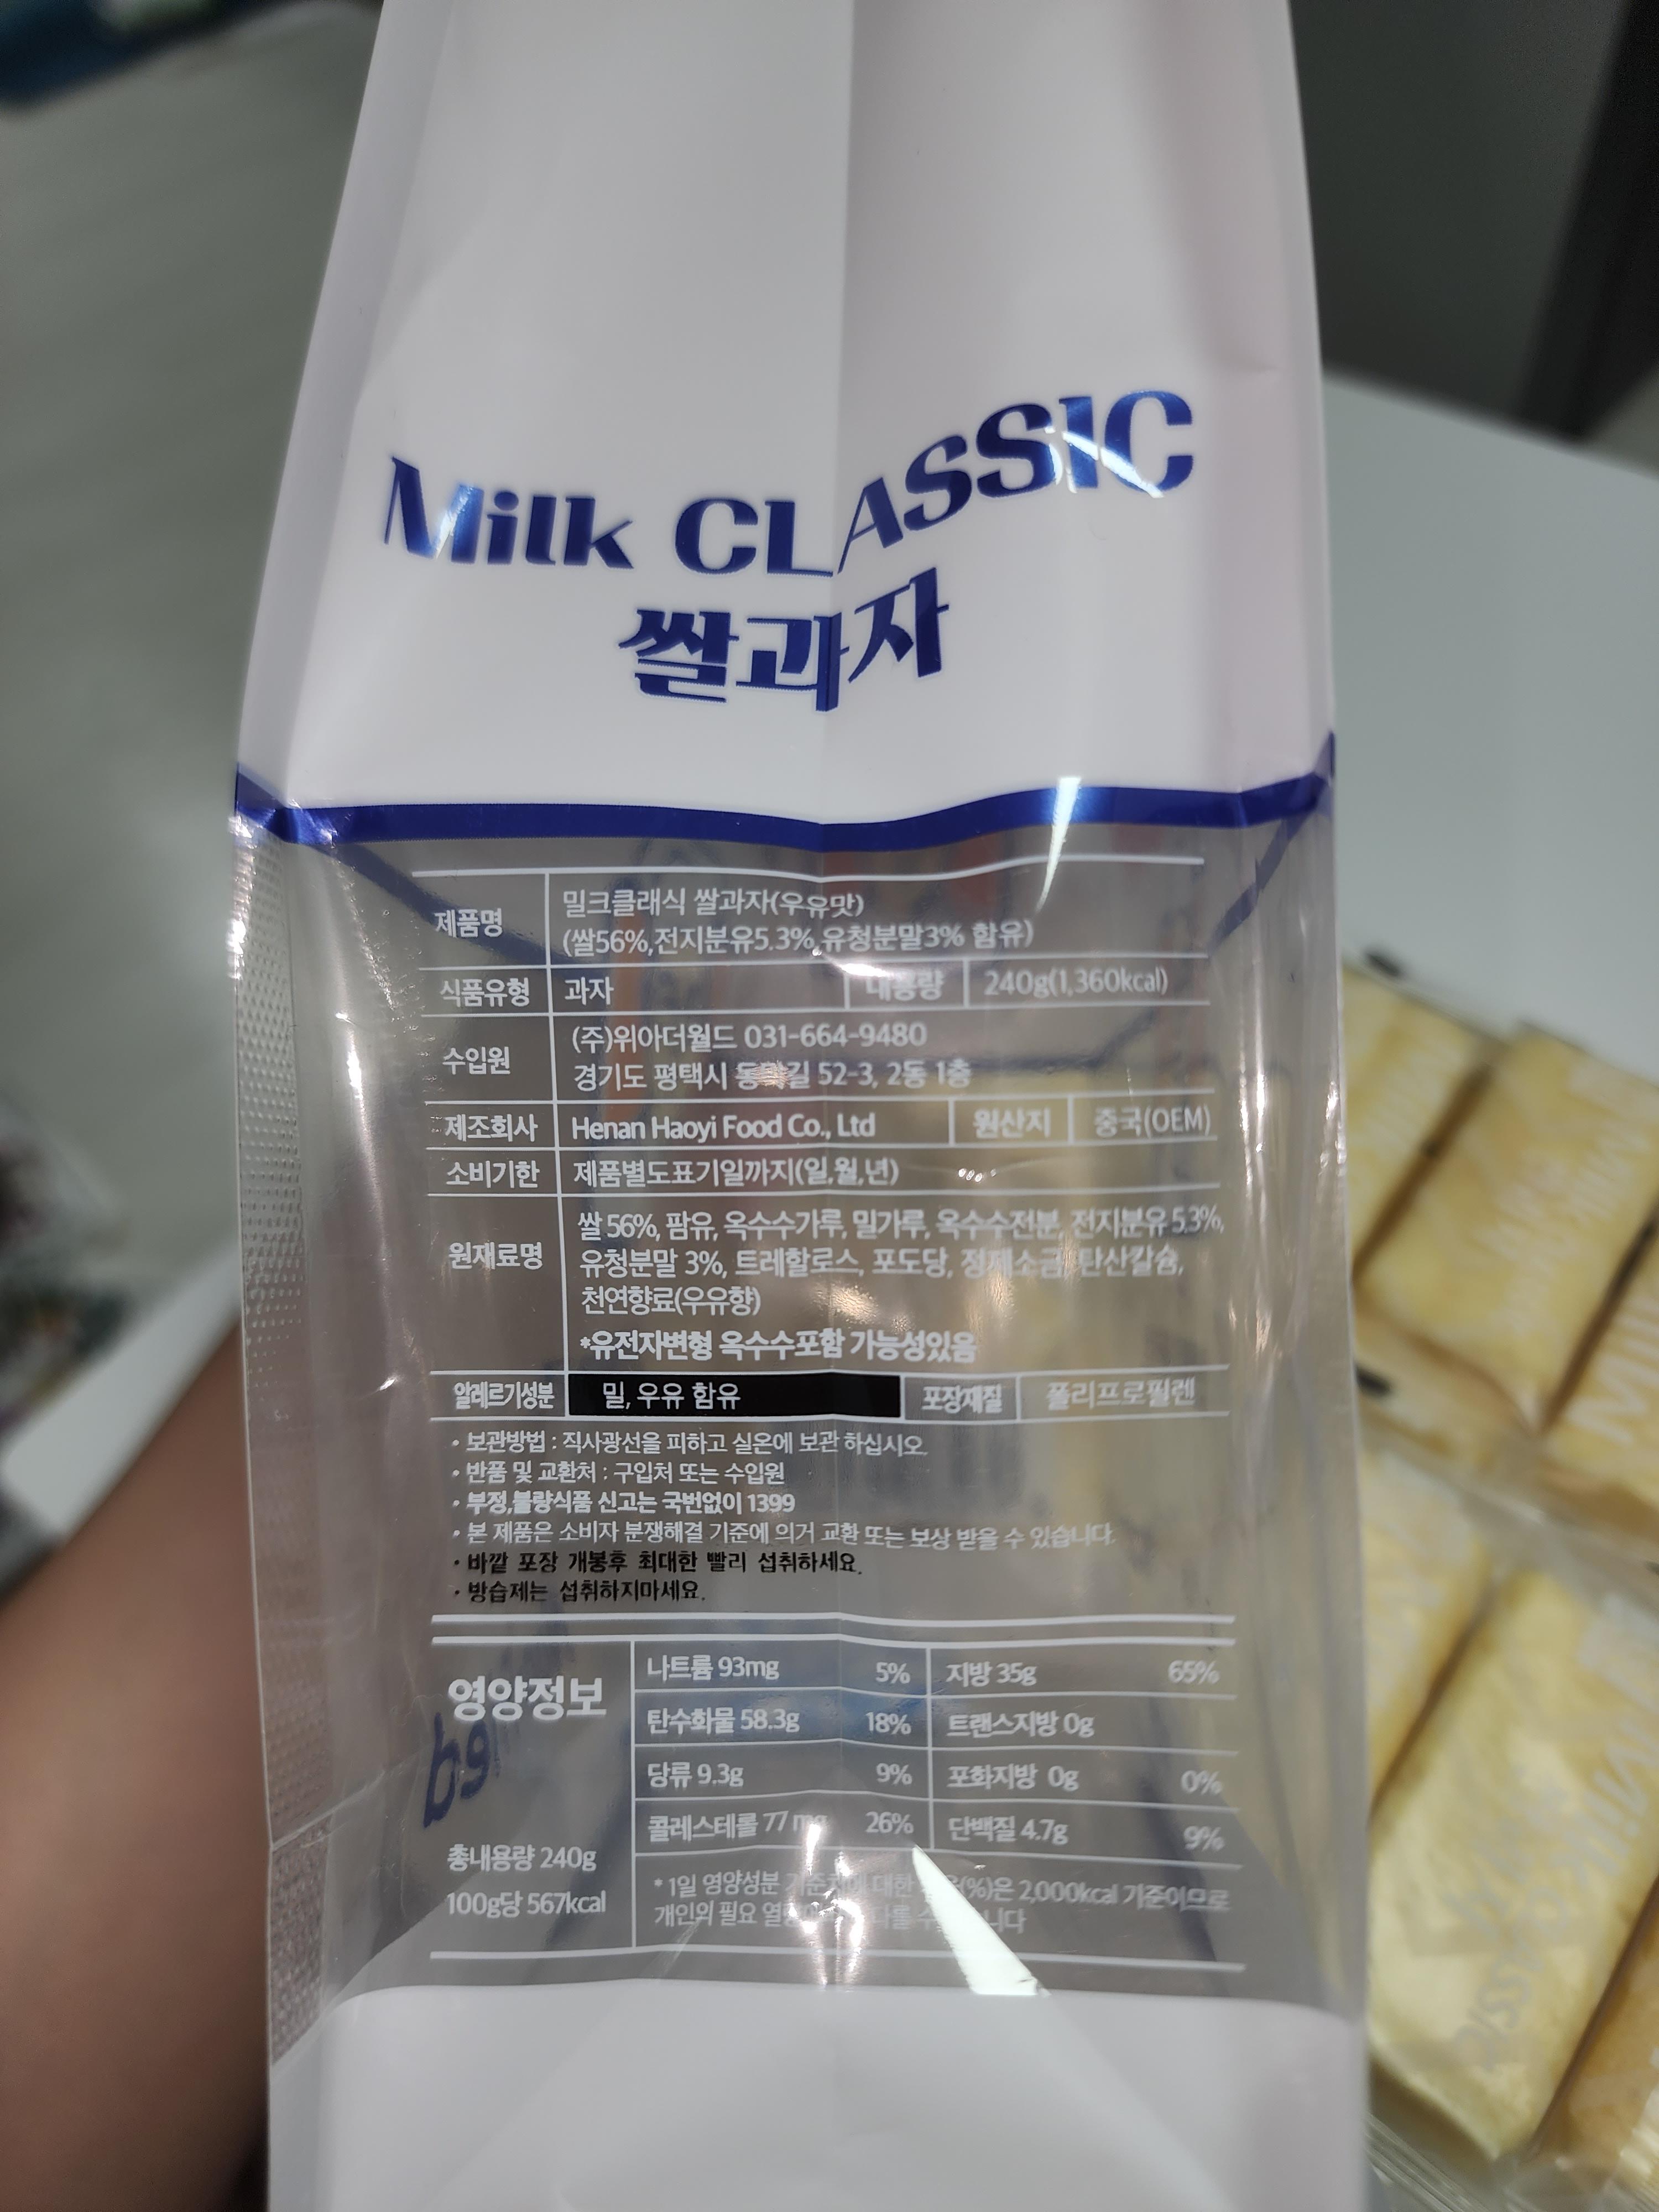 Milk CLASSIC
쌀과자
제품명 밀크클래식 쌀과자(우유맛)
(쌀56%,전지분유5.3%,유청분말3% 함유)
식품유형 과자 내용량 240g(1,360kcal)
수입원 (주)위아더월드 031-664-9480
경기도 평택시 52-3, 2동 1층
제조회사 Henan Haoyi Food Co., Ltd 원산지 중국(OEM)
소비기한 제품별도표기일까지(일,월,년)
원재료명 쌀 56%, 팜유, 옥수수가루, 밀가루, 옥수수전분, 전지분유 5.3%,
유청분말 3%, 트레할로스, 포도당, 정제소금, 탄산칼슘,
천연향료(우유향)
*유전자변형 옥수수포함 가능성있음
알레르기성분 밀, 우유 함유 포장재질 폴리프로필렌
• 보관방법 : 직사광선을 피하고 실온에 보관 하십시오.
• 반품 및 교환처 : 구입처 또는 수입원
• 부정,불량식품 신고는 국번없이 1399
• 본 제품은 소비자 분쟁해결 기준에 의거 교환 또는 보상 받을 수 있습니다.
• 바깥 포장 개봉후 최대한 빨리 섭취하세요.
• 방습제는 섭취하지마세요.
영양정보
총내용량 240g
100g당 567kcal
나트륨 93mg 5% 지방 35g 65%
탄수화물 58.3g 18% 트랜스지방 0g
당류 9.3g 9% 포화지방 0g 0%
콜레스테롤 77 mg 26% 단백질 4.7g 9%
* 1일 영양성분 기준치에 대한 (%)은 2,000kcal 기준이므로
개인의 필요